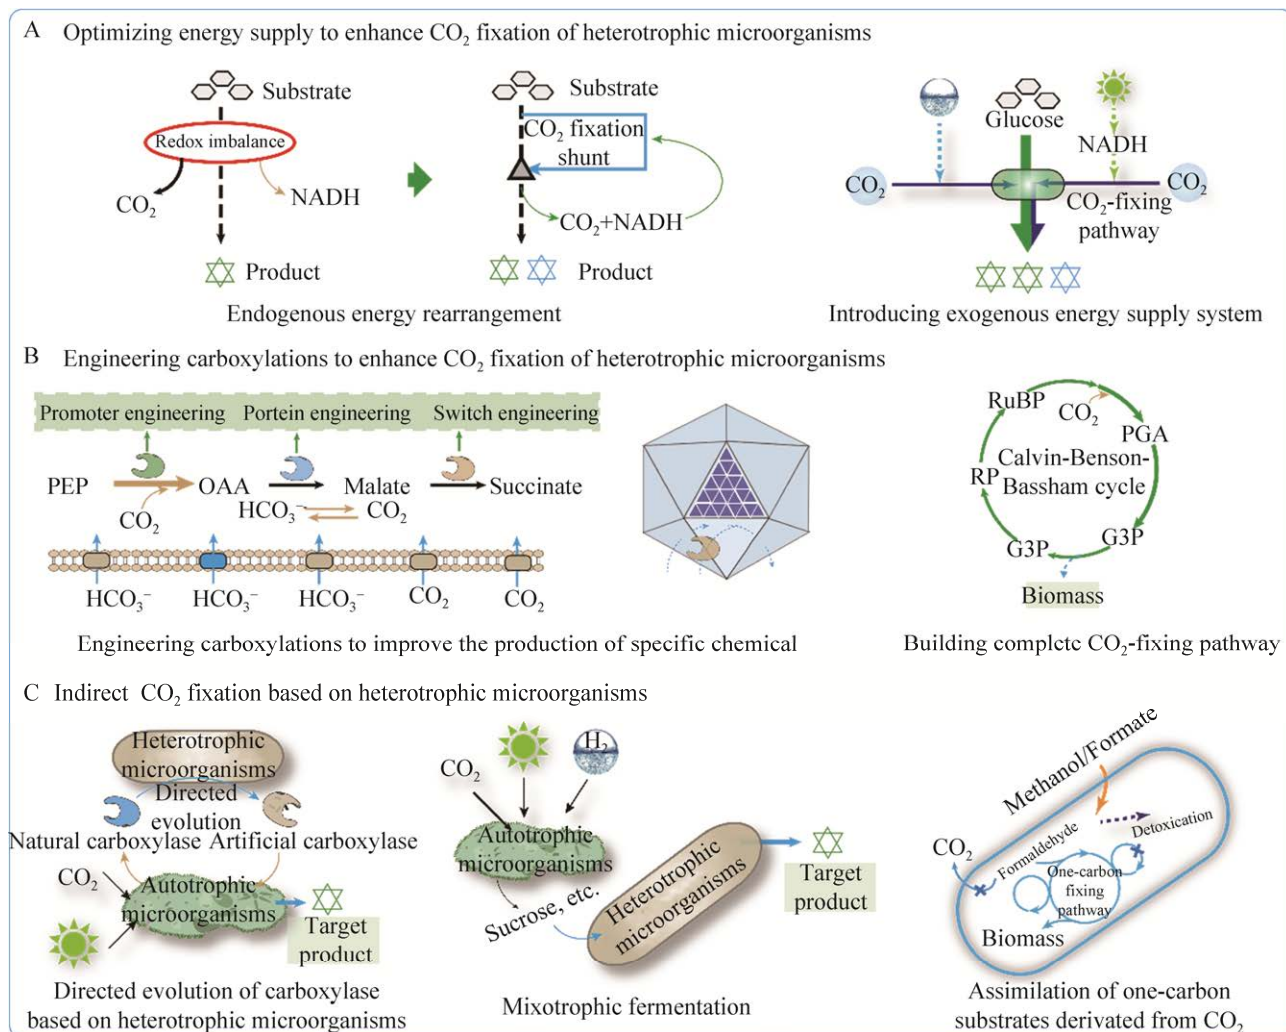 A Optimizing energy supply to enhance CO₂ fixation of heterotrophic microorganisms
Substrate
Redox imbalance
CO₂
NADH
Product
Substrate
CO₂ fixation
shunt
CO₂+NADH
Product
Endogenous energy rearrangement
Glucose
NADH
CO₂
CO₂
CO₂-fixing
pathway
Introducing exogenous energy supply system
B Engineering carboxylations to enhance CO₂ fixation of heterotrophic microorganisms
Promoter engineering Portein engineering Switch engineering
PEP OAA Malate Succinate
CO₂
HCO₃⁻ CO₂
HCO₃⁻ HCO₃⁻ HCO₃⁻ CO₂ CO₂
Engineering carboxylations to improve the production of specific chemical
RuBP
CO₂
PGA
Calvin-Benson-
Bassham cycle
RP
G3P
G3P
Biomass
Building completc CO₂-fixing pathway
C Indirect CO₂ fixation based on heterotrophic microorganisms
Heterotrophic
microorganisms
Directed
evolution
Natural carboxylase Artificial carboxylase
CO₂
Autotrophic
microorganisms
Target
product
Directed evolution of carboxylase
based on heterotrophic microorganisms
H₂
CO₂
Autotrophic
microorganisms
Sucrose, etc.
Heterotrophic
microorganisms
Target
product
Mixotrophic fermentation
Methanol/Formate
CO₂
Formaldehyde
Detoxication
One-carbon
fixing
pathway
Biomass
Assimilation of one-carbon
substrates derivated from CO₂